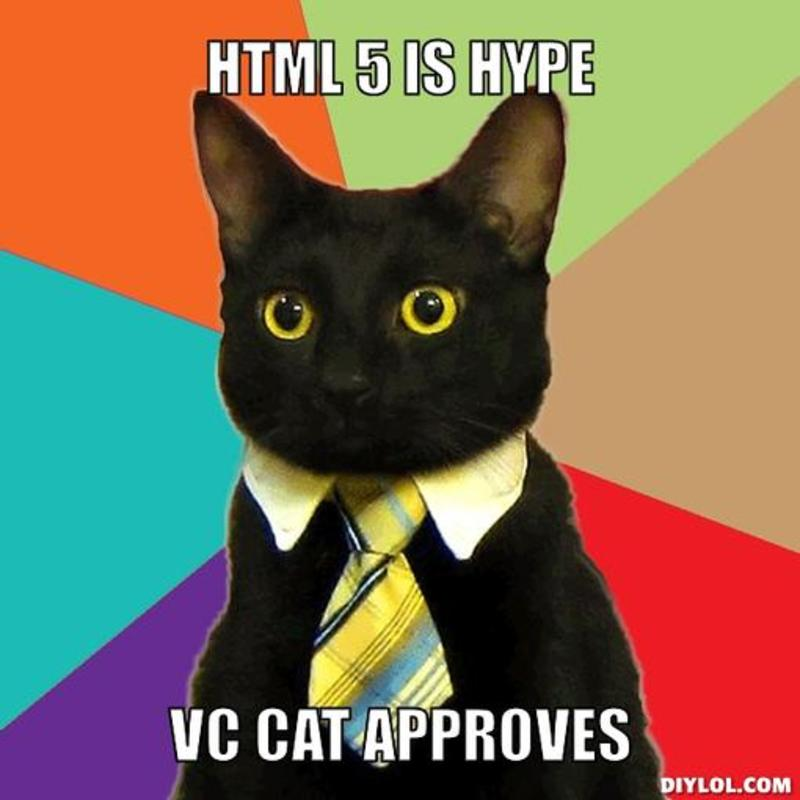 HTML 5 IS HYPE
VC CAT APPROVES
DIYLOL.COM